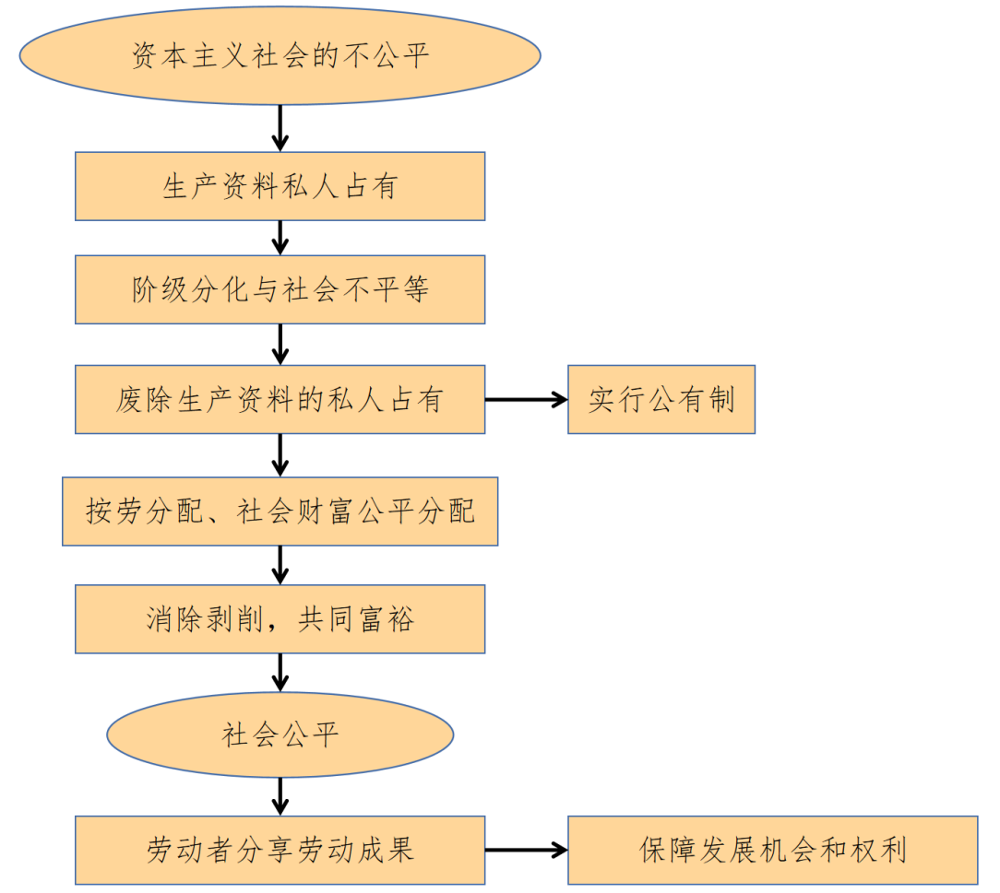 资本主义社会的不公平
生产资料私人占有
阶级分化与社会不平等
废除生产资料的私人占有
实行公有制
按劳分配、社会财富公平分配
消除剥削，共同富裕
社会公平
劳动者分享劳动成果
保障发展机会和权利